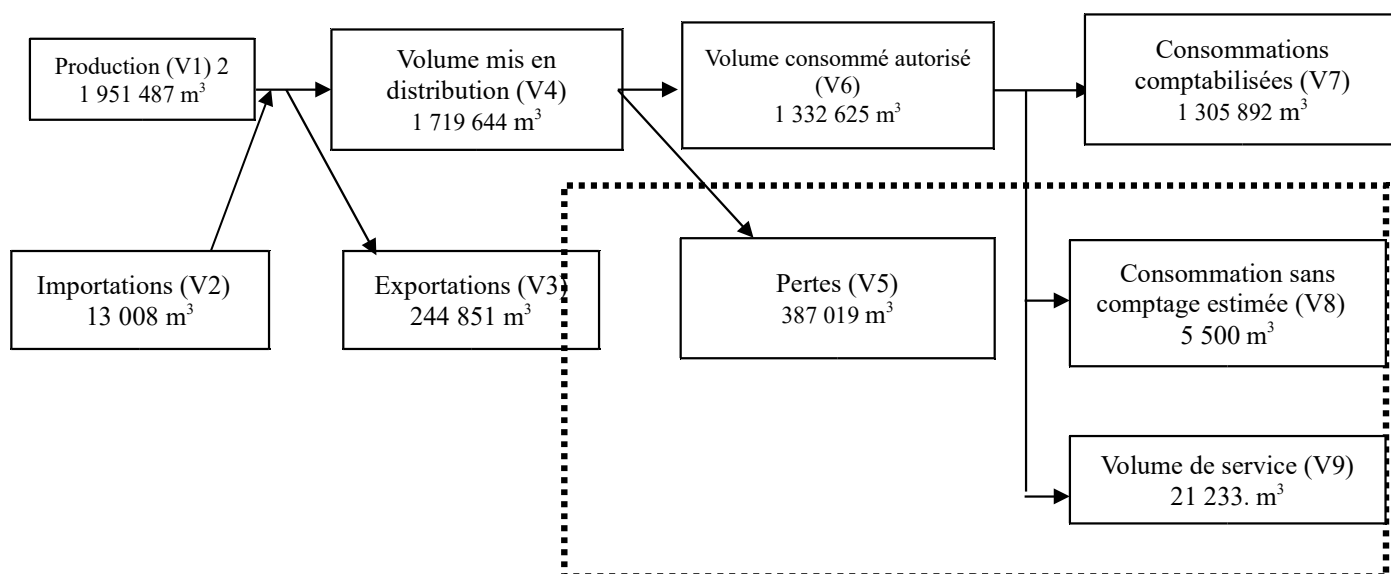 Production (V1) 2
1 951 487 m³
Volume mis en
distribution (V4)
1 719 644 m³
Volume consommé autorisé
(V6)
1 332 625 m³
Consommations
comptabilisées (V7)
1 305 892 m³
Importations (V2)
13 008 m³
Exportations (V3)
244 851 m³
Pertes (V5)
387 019 m³
Consommation sans
comptage estimée (V8)
5 500 m³
Volume de service (V9)
21 233. m³